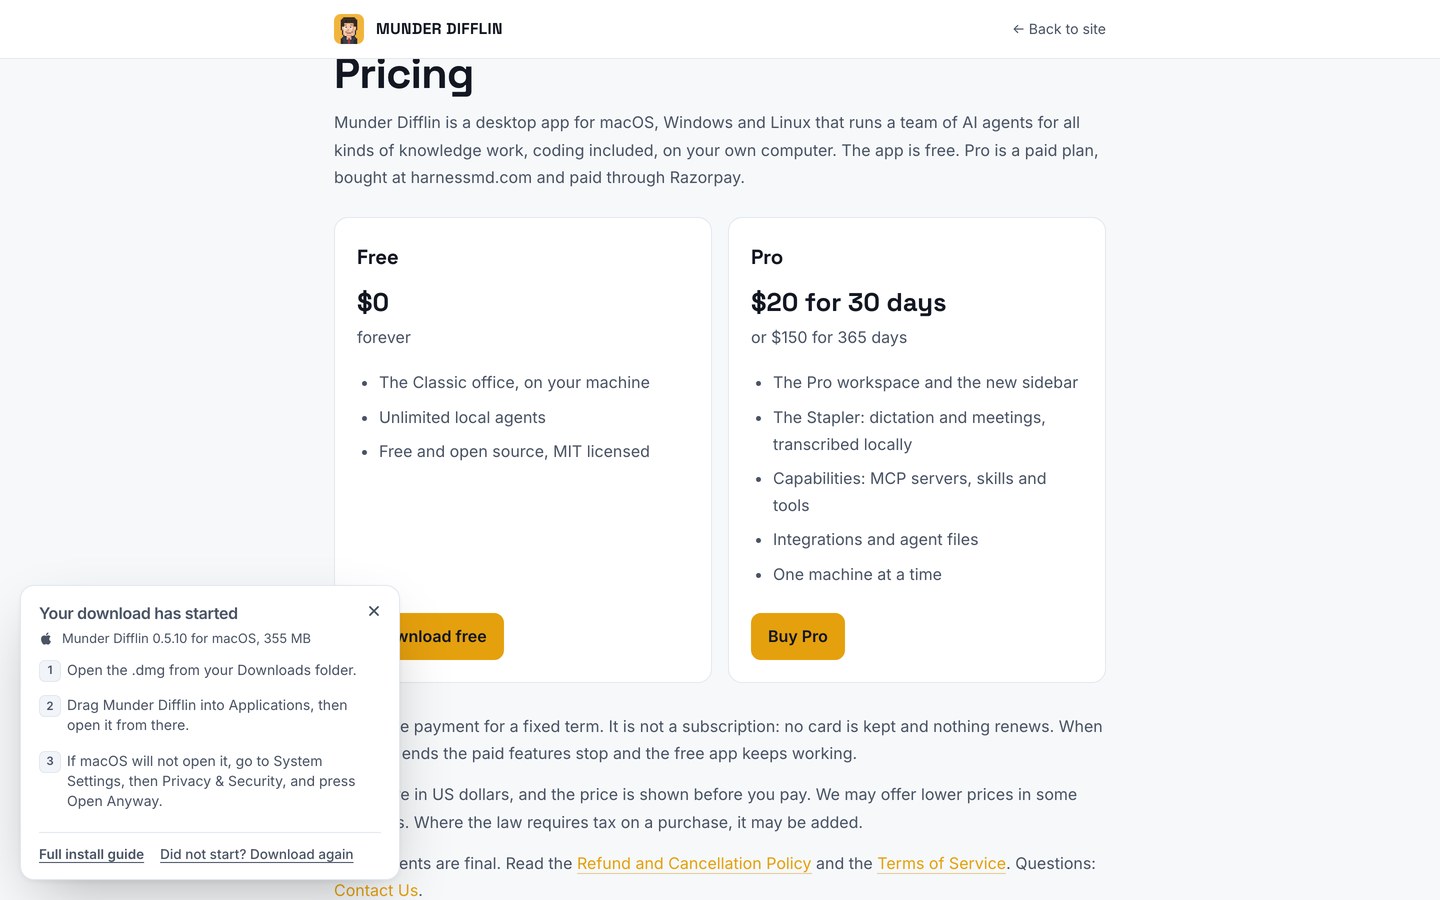 MUNDER DIFFLIN
← Back to site
Pricing
Munder Difflin is a desktop app for macOS, Windows and Linux that runs a team of AI agents for all
kinds of knowledge work, coding included, on your own computer. The app is free. Pro is a paid plan,
bought at harnessmd.com and paid through Razorpay.
Free
$0
forever
• The Classic office, on your machine
• Unlimited local agents
• Free and open source, MIT licensed
Pro
$20 for 30 days
or $150 for 365 days
• The Pro workspace and the new sidebar
• The Stapler: dictation and meetings,
transcribed locally
• Capabilities: MCP servers, skills and
tools
• Integrations and agent files
• One machine at a time
free
Buy Pro
payment for a fixed term. It is not a subscription: no card is kept and nothing renews. When
ends the paid features stop and the free app keeps working.
in US dollars, and the price is shown before you pay. We may offer lower prices in some
Where the law requires tax on a purchase, it may be added.
are final. Read the Refund and Cancellation Policy and the Terms of Service. Questions:
Contact Us.
Your download has started
✕
Munder Difflin 0.5.10 for macOS, 355 MB
1 Open the .dmg from your Downloads folder.
2 Drag Munder Difflin into Applications, then
open it from there.
3 If macOS will not open it, go to System
Settings, then Privacy & Security, and press
Open Anyway.
Full install guide
Did not start? Download again